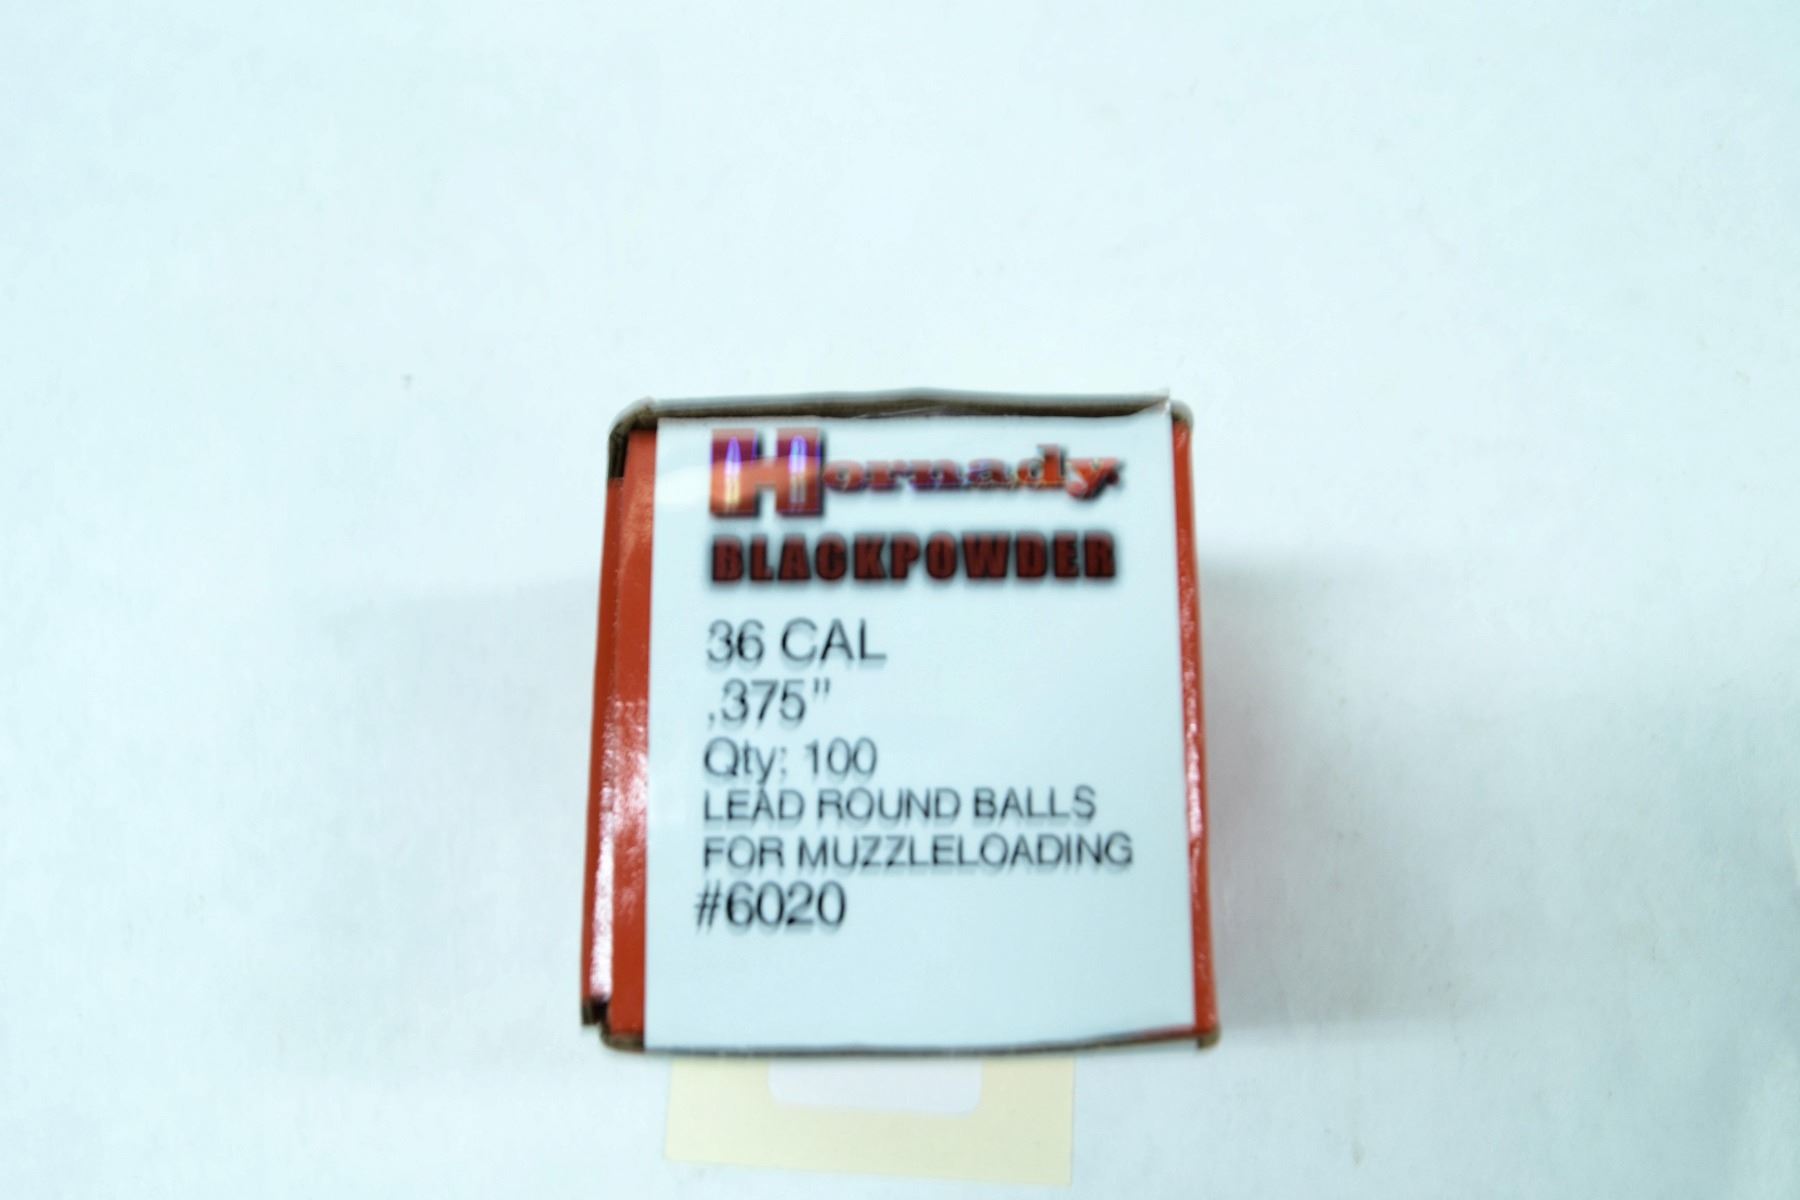 Hornady
BLACKPOWDER
36 CAL
.375"
Qty: 100
LEAD ROUND BALLS
FOR MUZZLELOADING
#6020